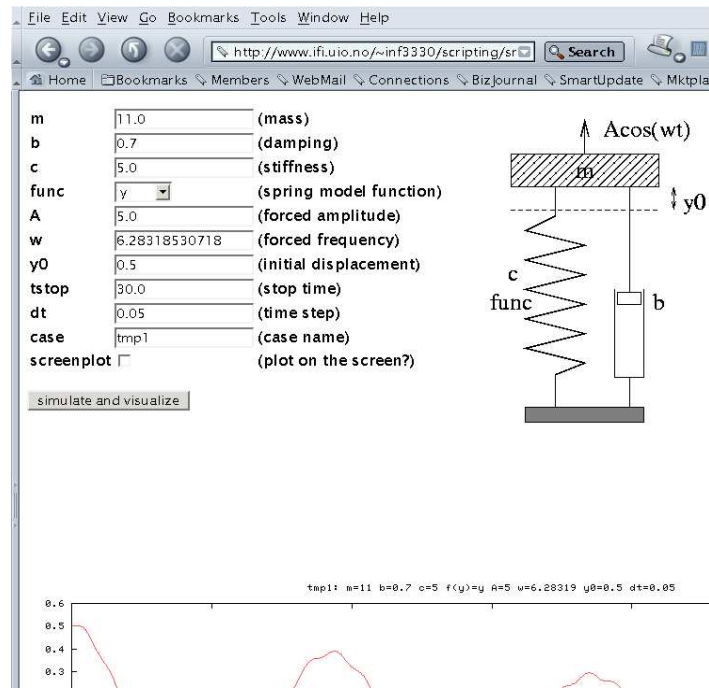 File Edit View Go Bookmarks Tools Window Help
http://www.ifi.uio.no/~inf3330/scripting/sr Search
Home Bookmarks Members WebMail Connections BizJournal SmartUpdate Mktpla
m 11.0 (mass)
b 0.7 (damping)
c 5.0 (stiffness)
func y (spring model function)
A 5.0 (forced amplitude)
w 6.28318530718 (forced frequency)
y0 0.5 (initial displacement)
tstop 30.0 (stop time)
dt 0.05 (time step)
case tmp1 (case name)
screenplot (plot on the screen?)
simulate and visualize
Acos(wt)
m
y0
c
func
b
tmp1: m=11 b=0.7 c=5 f(y)=y A=5 w=6.28319 y0=0.5 dt=0.05
0.6
0.5
0.4
0.3